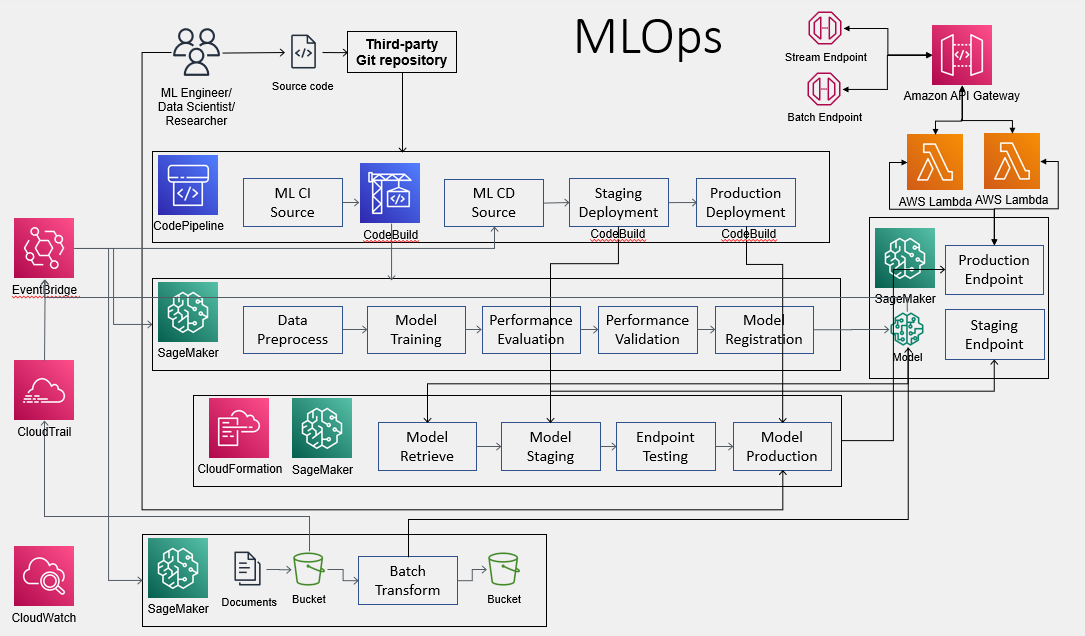 MLOps
ML Engineer/
Data Scientist/
Researcher
Source code
Third-party
Git repository
Stream Endpoint
Batch Endpoint
Amazon API Gateway
AWS Lambda
AWS Lambda
CodePipeline
ML CI
Source
CodeBuild
ML CD
Source
Staging
Deployment
CodeBuild
Production
Deployment
CodeBuild
EventBridge
SageMaker
Data
Preprocess
Model
Training
Performance
Evaluation
Performance
Validation
Model
Registration
SageMaker
Production
Endpoint
Model
Staging
Endpoint
CloudTrail
CloudFormation
SageMaker
Model
Retrieve
Model
Staging
Endpoint
Testing
Model
Production
CloudWatch
SageMaker
Documents
Bucket
Batch
Transform
Bucket